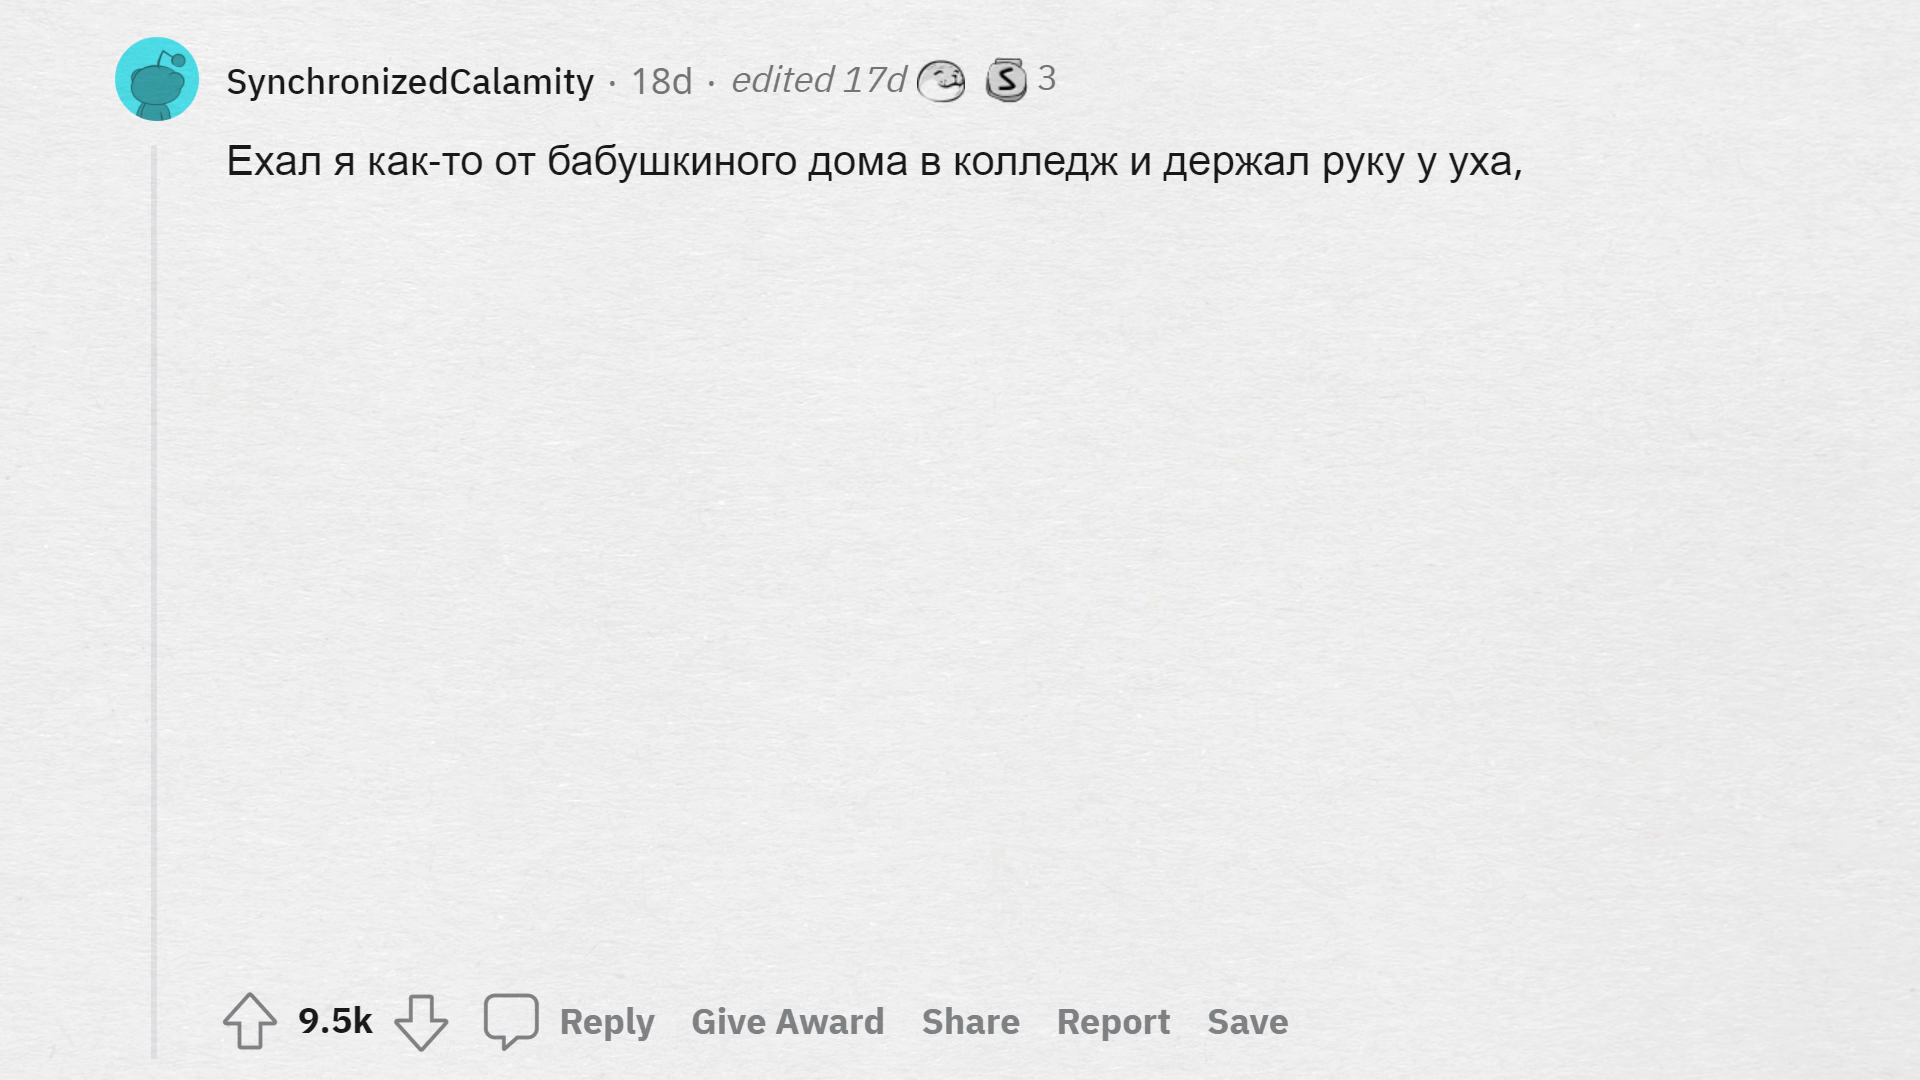 SynchronizedCalamity · 18d · edited 17d S 3
Ехал я как-то от бабушкиного дома в колледж и держал руку у уха,
9.5k Reply Give Award Share Report Save